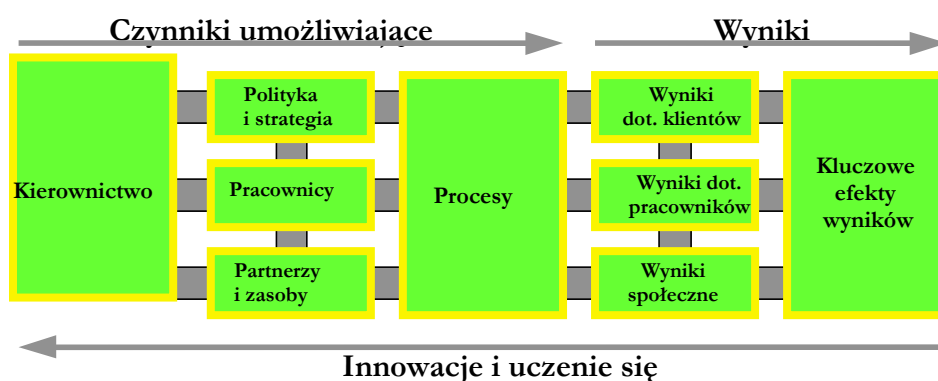 Czynniki umożliwiające
Wyniki
Kierownictwo
Polityka
i strategia
Pracownicy
Partnerzy
i zasoby
Procesy
Wyniki
dot. klientów
Wyniki dot.
pracowników
Wyniki
społeczne
Kluczowe
efekty
wyników
Innowacje i uczenie się